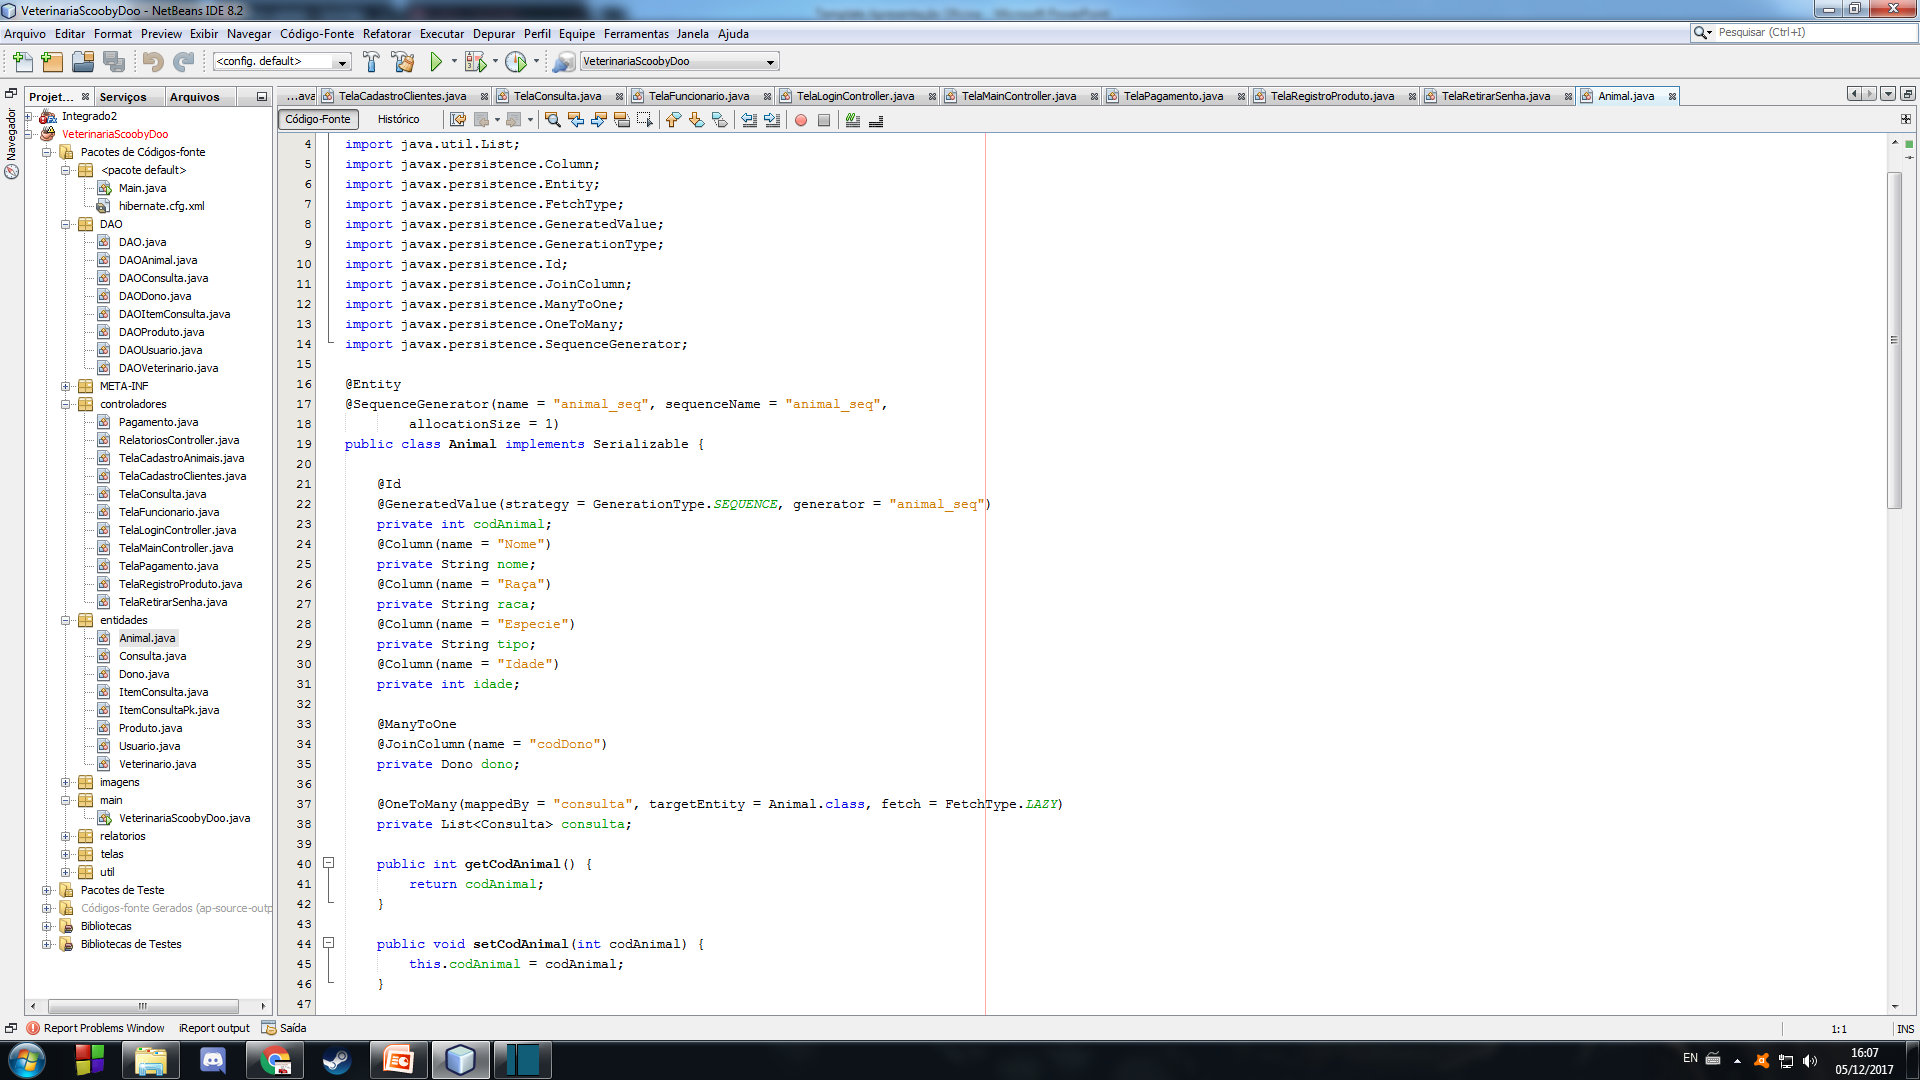 VeterinariaScoobyDoo - NetBeans IDE 8.2
Arquivo Editar Format Preview Exibir Navegar Código-Fonte Refatorar Executar Depurar Perfil Equipe Ferramentas Janela Ajuda
Pesquisar (Ctrl+I)
<config. default>
VeterinariaScoobyDoo
Projet... Serviços Arquivos
...ava TelaCadastroClientes.java TelaConsulta.java TelaFuncionario.java TelaLoginController.java TelaMainController.java TelaPagamento.java TelaRegistroProduto.java TelaRetirarSenha.java Animal.java
Código-Fonte Histórico
Navegador
Integrado2
VeterinariaScoobyDoo
Pacotes de Códigos-fonte
<pacote default>
Main.java
hibernate.cfg.xml
DAO
DAO.java
DAOAnimal.java
DAOConsulta.java
DAODono.java
DAOItemConsulta.java
DAOProduto.java
DAOUsuario.java
DAOVeterinario.java
META-INF
controladores
Pagamento.java
RelatoriosController.java
TelaCadastroAnimais.java
TelaCadastroClientes.java
TelaConsulta.java
TelaFuncionario.java
TelaLoginController.java
TelaMainController.java
TelaPagamento.java
TelaRegistroProduto.java
TelaRetirarSenha.java
entidades
Animal.java
Consulta.java
Dono.java
ItemConsulta.java
ItemConsultaPk.java
Produto.java
Usuario.java
Veterinario.java
imagens
main
VeterinariaScoobyDoo.java
relatorios
telas
util
Pacotes de Teste
Códigos-fonte Gerados (ap-source-outp
Bibliotecas
Bibliotecas de Testes
4 import java.util.List;
5 import javax.persistence.Column;
6 import javax.persistence.Entity;
7 import javax.persistence.FetchType;
8 import javax.persistence.GeneratedValue;
9 import javax.persistence.GenerationType;
10 import javax.persistence.Id;
11 import javax.persistence.JoinColumn;
12 import javax.persistence.ManyToOne;
13 import javax.persistence.OneToMany;
14 import javax.persistence.SequenceGenerator;
15
16 @Entity
17 @SequenceGenerator(name = "animal_seq", sequenceName = "animal_seq",
18 allocationSize = 1)
19 public class Animal implements Serializable {
20
21 @Id
22 @GeneratedValue(strategy = GenerationType.SEQUENCE, generator = "animal_seq")
23 private int codAnimal;
24 @Column(name = "Nome")
25 private String nome;
26 @Column(name = "Raça")
27 private String raca;
28 @Column(name = "Especie")
29 private String tipo;
30 @Column(name = "Idade")
31 private int idade;
32
33 @ManyToOne
34 @JoinColumn(name = "codDono")
35 private Dono dono;
36
37 @OneToMany(mappedBy = "consulta", targetEntity = Animal.class, fetch = FetchType.LAZY)
38 private List<Consulta> consulta;
39
40 public int getCodAnimal() {
41 return codAnimal;
42 }
43
44 public void setCodAnimal(int codAnimal) {
45 this.codAnimal = codAnimal;
46 }
47
Report Problems Window iReport output Saída
1:1 INS
EN
16:07
05/12/2017